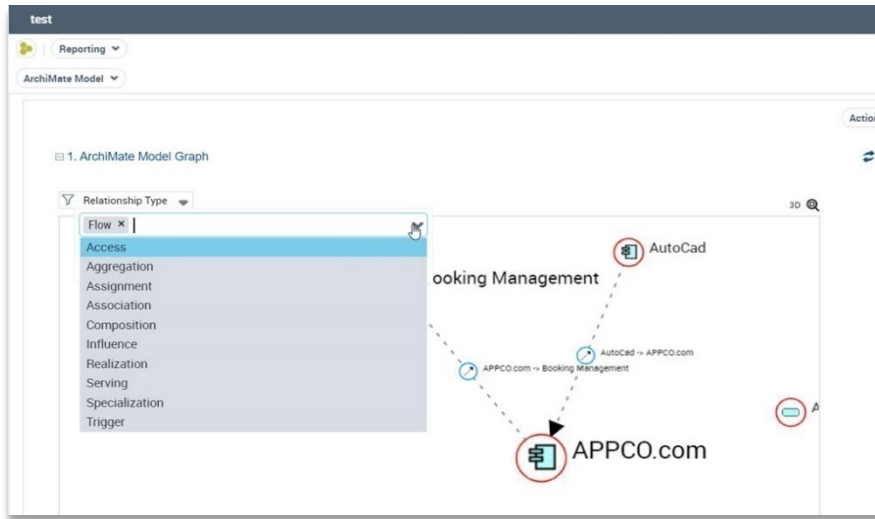 test
Reporting
ArchiMate Model
Action
1. ArchiMate Model Graph
Relationship Type
3D
Flow ×
Access
Aggregation
Assignment
Association
Composition
Influence
Realization
Serving
Specialization
Trigger
ooking Management
AutoCad
AutoCad -> APPCO.com
APPCO.com -> Booking Management
A
APPCO.com